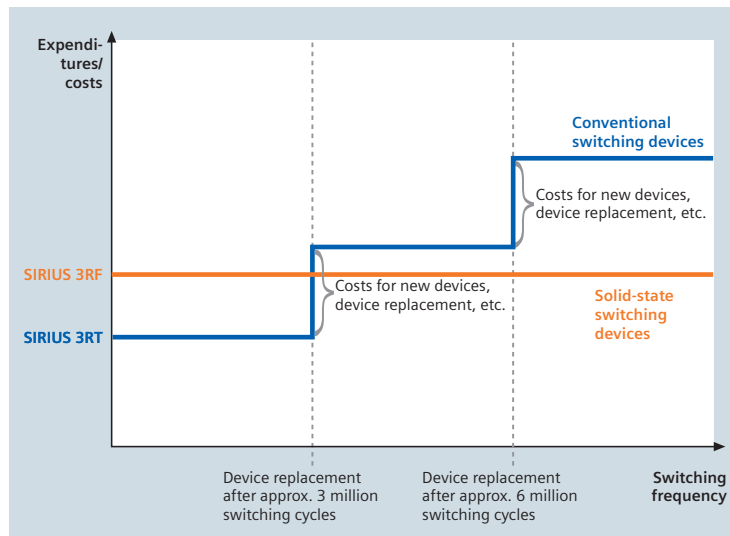 Expendi-
tures/
costs
Conventional
switching devices
Costs for new devices,
device replacement, etc.
SIRIUS 3RF
Costs for new devices,
device replacement, etc.
Solid-state
switching
devices
SIRIUS 3RT
Device replacement
after approx. 3 million
switching cycles
Device replacement
after approx. 6 million
switching cycles
Switching
frequency